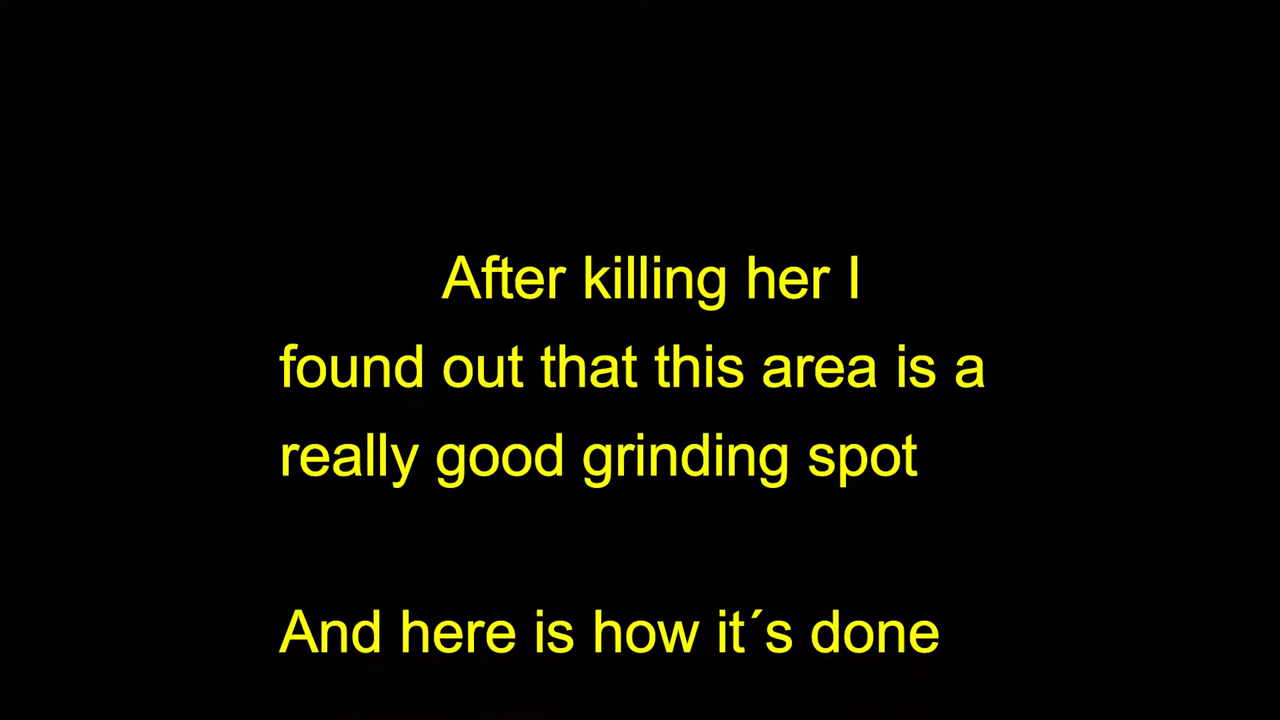 After killing her I
found out that this area is a
really good grinding spot
And here is how it´s done